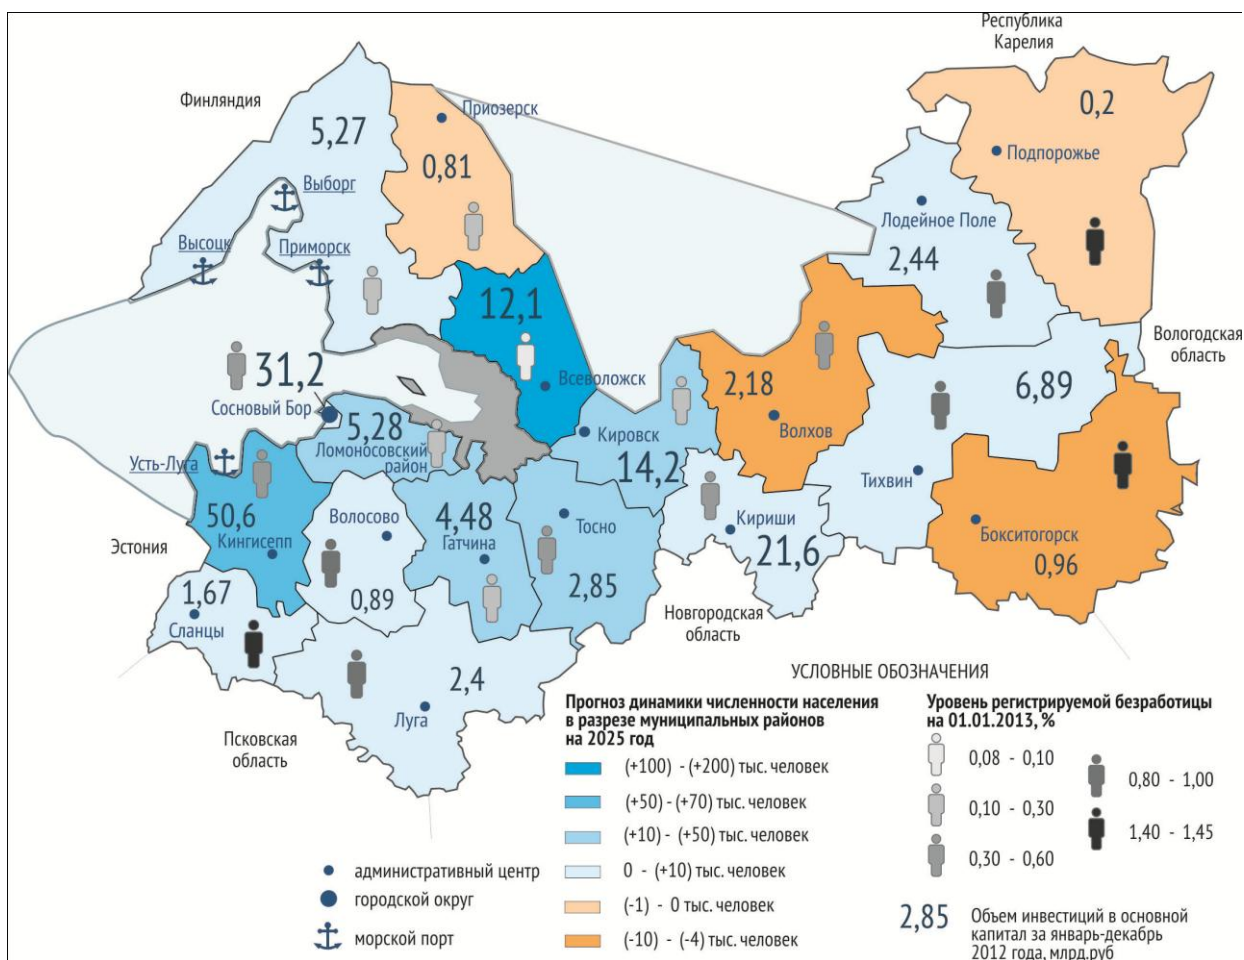 Республика
Карелия
Финляндия
Приозерск
0,2
5,27
0,81
Подпорожье
Выборг
Лодейное Поле
Высоцк
Приморск
2,44
12,1
Вологодская
область
31,2
Всеволожск
2,18
6,89
Сосновый Бор
5,28
Кировск
Волхов
Ломоносовский
район
Усть-Луга
14,2
Тихвин
50,6
Волосово
4,48
Тосно
Кириши
Бокситогорск
Эстония
Кингисепп
Гатчина
21,6
0,96
1,67
0,89
2,85
Новгородская
область
Сланцы
2,4
Луга
Псковская
область
УСЛОВНЫЕ ОБОЗНАЧЕНИЯ
Прогноз динамики численности населения
в разрезе муниципальных районов
на 2025 год
(+100) - (+200) тыс. человек
(+50) - (+70) тыс. человек
(+10) - (+50) тыс. человек
0 - (+10) тыс. человек
(-1) - 0 тыс. человек
(-10) - (-4) тыс. человек
административный центр
городской округ
морской порт
Уровень регистрируемой безработицы
на 01.01.2013, %
0,08 - 0,10
0,10 - 0,30
0,30 - 0,60
0,80 - 1,00
1,40 - 1,45
2,85
Объем инвестиций в основной
капитал за январь-декабрь
2012 года, млрд.руб